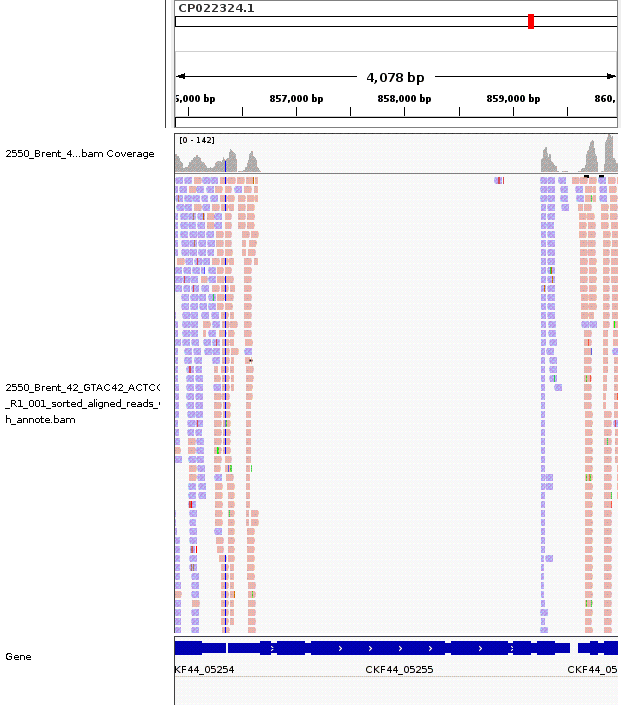 CP022324.1
4,078 bp
5,000 bp 857,000 bp 858,000 bp 859,000 bp 860,
[0 - 142]
2550_Brent_4...bam Coverage
2550_Brent_42_GTAC42_ACTCC
_R1_001_sorted_aligned_reads_
h_annote.bam
Gene
KF44_05254 CKF44_05255 CKF44_05